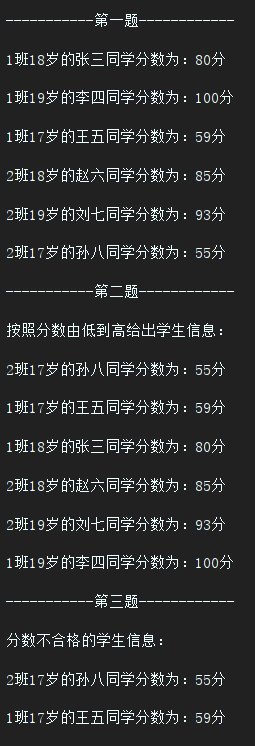 ------------第一题-------------
1班18岁的张三同学分数为：80分
1班19岁的李四同学分数为：100分
1班17岁的王五同学分数为：59分
2班18岁的赵六同学分数为：85分
2班19岁的刘七同学分数为：93分
2班17岁的孙八同学分数为：55分
------------第二题-------------
按照分数由低到高给出学生信息：
2班17岁的孙八同学分数为：55分
1班17岁的王五同学分数为：59分
1班18岁的张三同学分数为：80分
2班18岁的赵六同学分数为：85分
2班19岁的刘七同学分数为：93分
1班19岁的李四同学分数为：100分
------------第三题-------------
分数不合格的学生信息：
2班17岁的孙八同学分数为：55分
1班17岁的王五同学分数为：59分